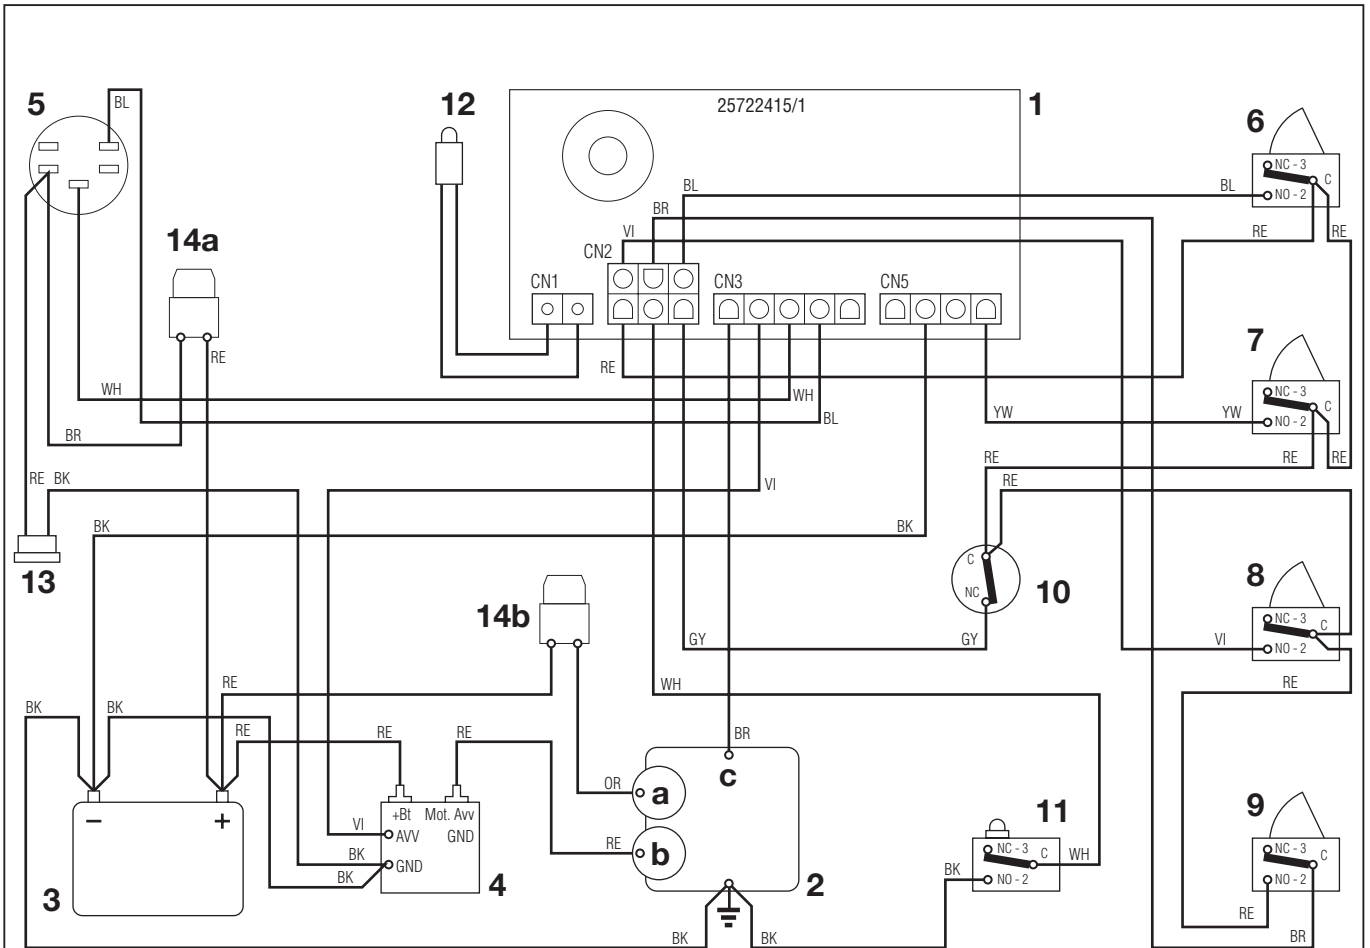 5
BL
12
25722415/1
1
6
NC - 3
C
NO - 2
BL
BL
BR
VI
RE
RE
14a
CN2
CN1
CN3
CN5
RE
RE
7
NC - 3
C
NO - 2
WH
WH
BL
YW
YW
BR
RE
RE
RE
RE
BK
VI
RE
BK
BK
13
C
NC
10
8
NC - 3
C
NO - 2
14b
GY
GY
VI
RE
WH
RE
BK
BK
RE
RE
RE
BR
c
OR
a
+Bt
Mot. Avv
AVV
GND
GND
VI
BK
BK
RE
b
11
NC - 3
C
NO - 2
WH
BK
9
NC - 3
C
NO - 2
−
+
3
4
2
RE
BR
BK
BK